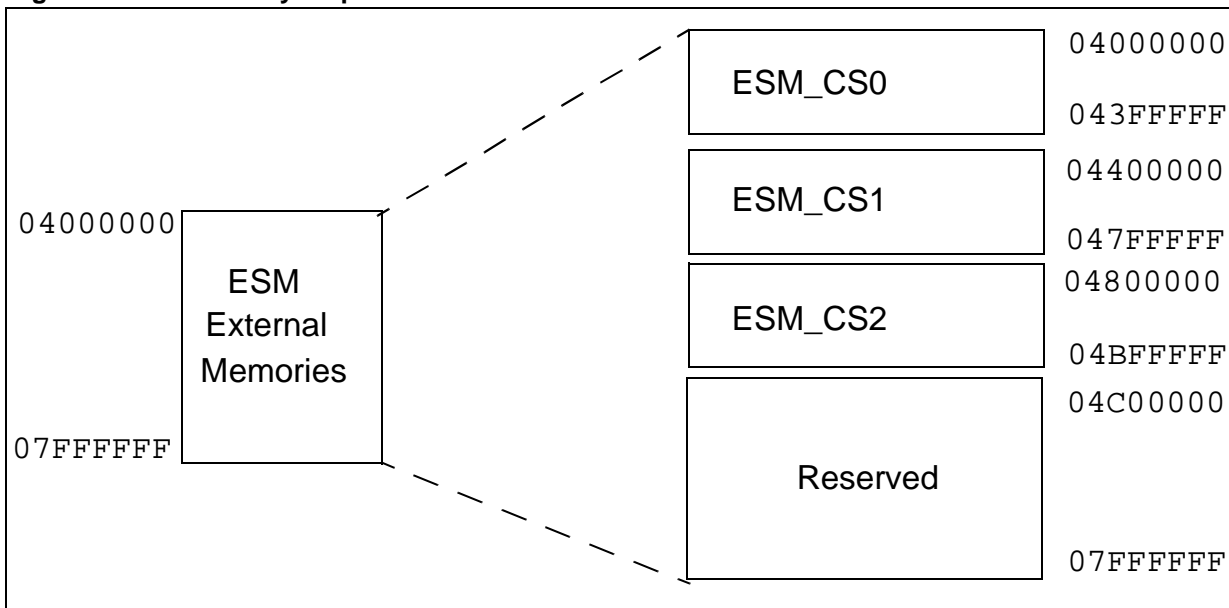 04000000
ESM
External
Memories
07FFFFFF
ESM_CS0
04000000
043FFFFF
ESM_CS1
04400000
047FFFFF
ESM_CS2
04800000
04BFFFFF
Reserved
04C00000
07FFFFFF